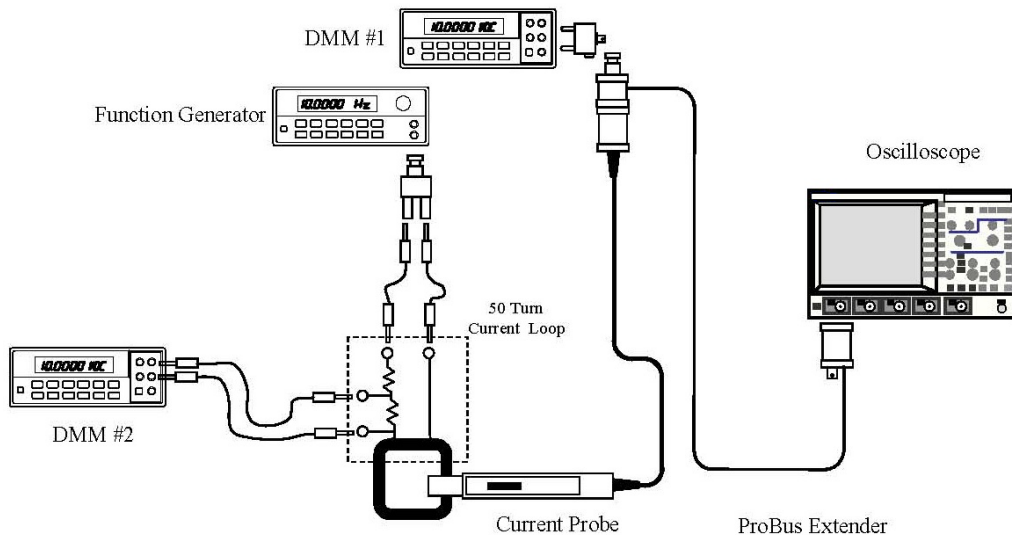 10.0000 VDC
DMM #1
10.0000 Hz
Function Generator
Oscilloscope
50 Turn
Current Loop
10.0000 VDC
DMM #2
Current Probe
ProBus Extender